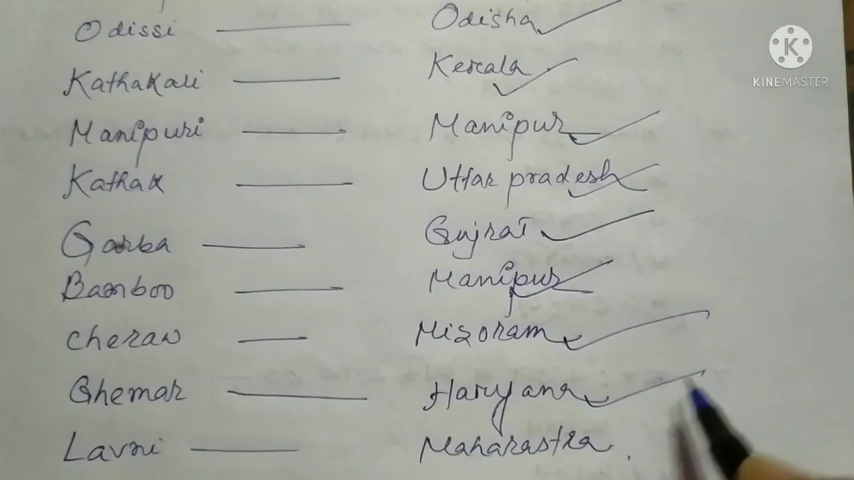 Odissi — Odisha
Kathakali — Kerala
KINEMASTER
Manipuri — Manipur
Kathak — Uttar pradesh
Garba — Gujrat
Bamboo — Manipur
cheraw — Mizoram
Ghemar — Haryana
Lavni — Maharastra.